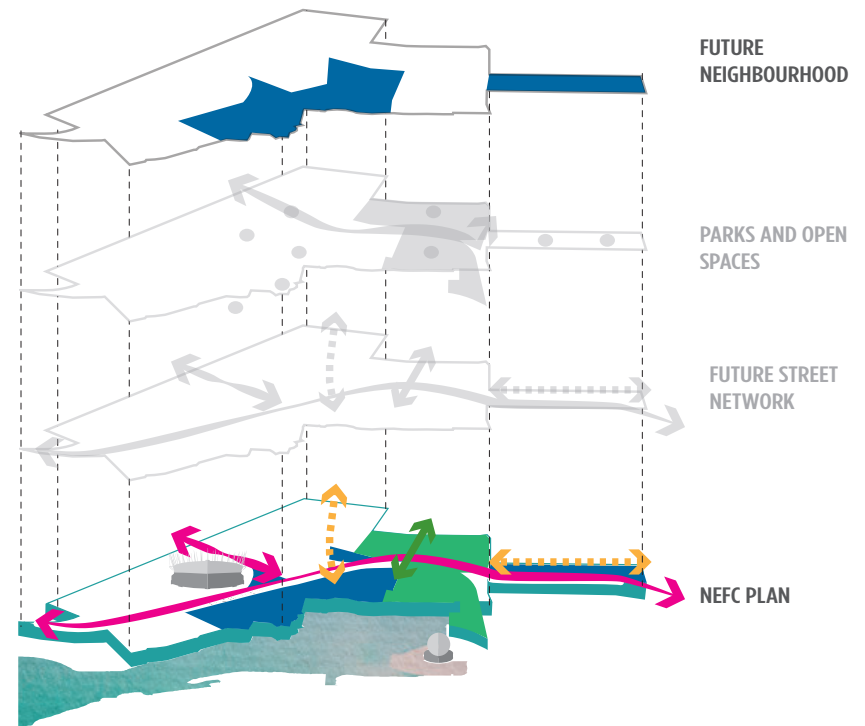 FUTURE
NEIGHBOURHOOD
PARKS AND OPEN
SPACES
FUTURE STREET
NETWORK
NEFC PLAN